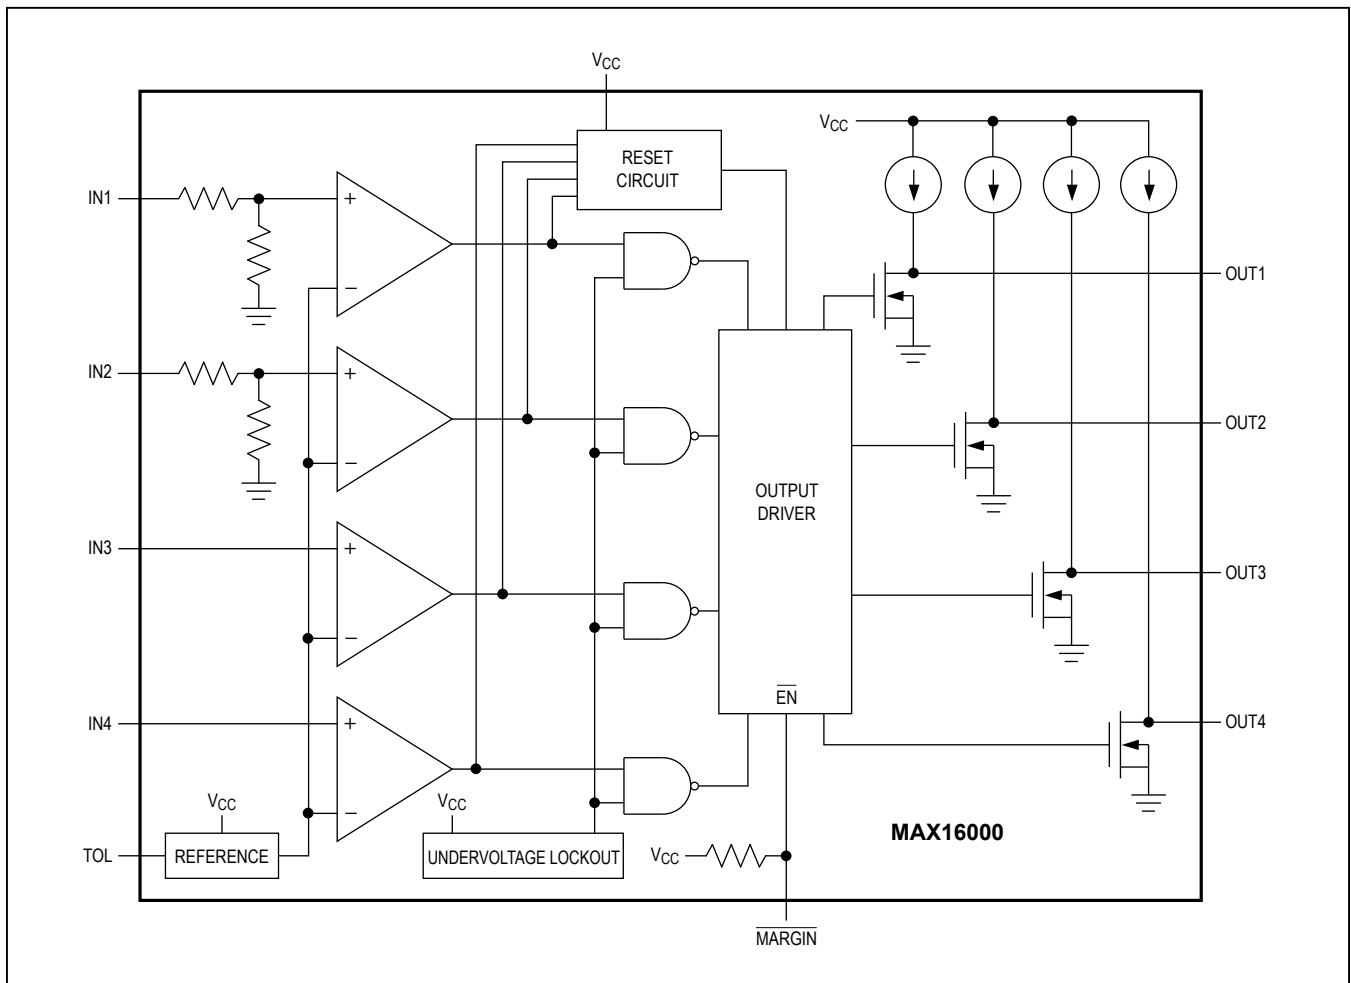 VCC
VCC
RESET
CIRCUIT
IN1
+
−
OUT1
IN2
+
−
OUT2
OUTPUT
DRIVER
IN3
+
−
OUT3
EN
IN4
+
−
OUT4
VCC
VCC
MAX16000
TOL
REFERENCE
UNDERVOLTAGE LOCKOUT
VCC
MARGIN